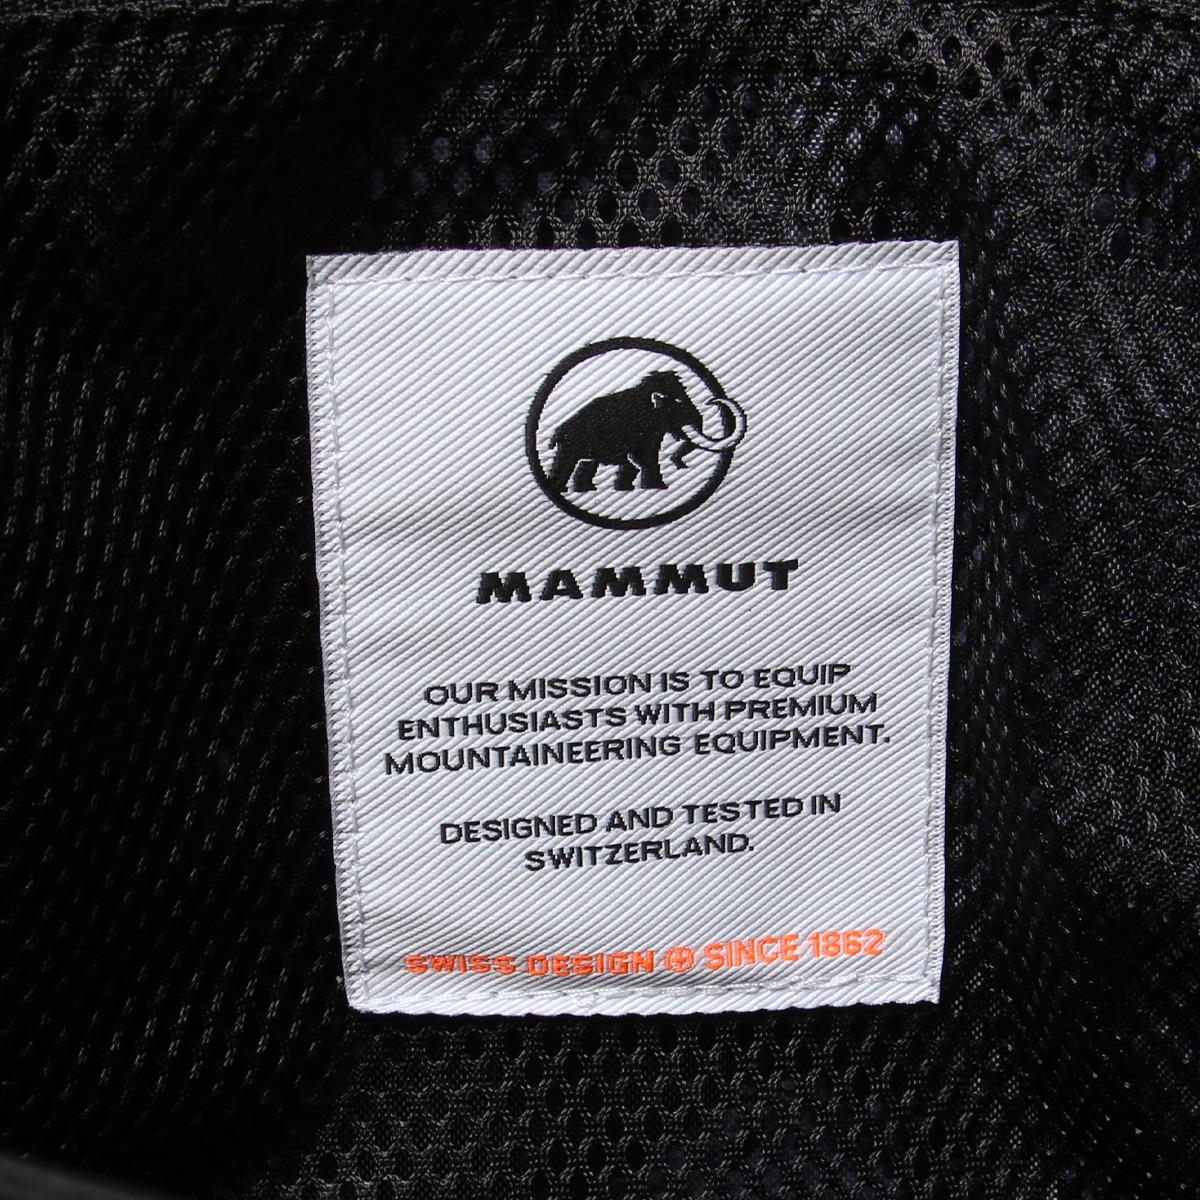 MAMMUT
OUR MISSION IS TO EQUIP
ENTHUSIASTS WITH PREMIUM
MOUNTAINEERING EQUIPMENT.
DESIGNED AND TESTED IN
SWITZERLAND.
SWISS DESIGN SINCE 1862